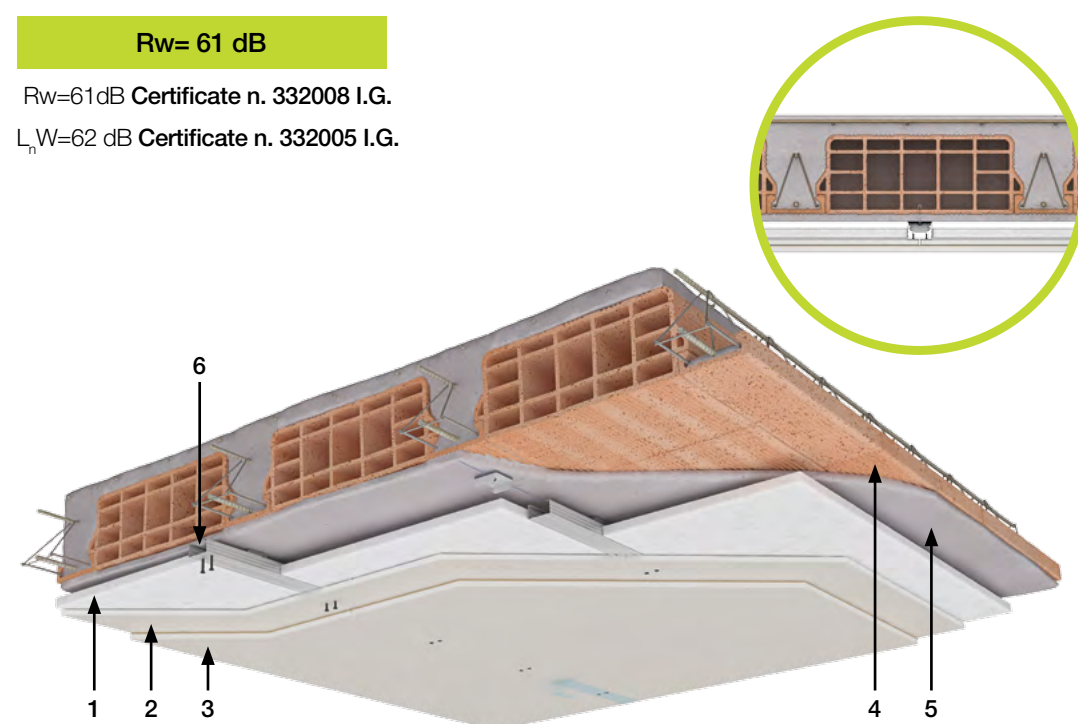 Rw= 61 dB
Rw=61dB Certificate n. 332008 I.G.
LnW=62 dB Certificate n. 332005 I.G.
6
1
2
3
4
5